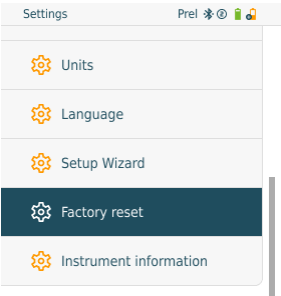 Settings Prel
Units
Language
Setup Wizard
Factory reset
Instrument information